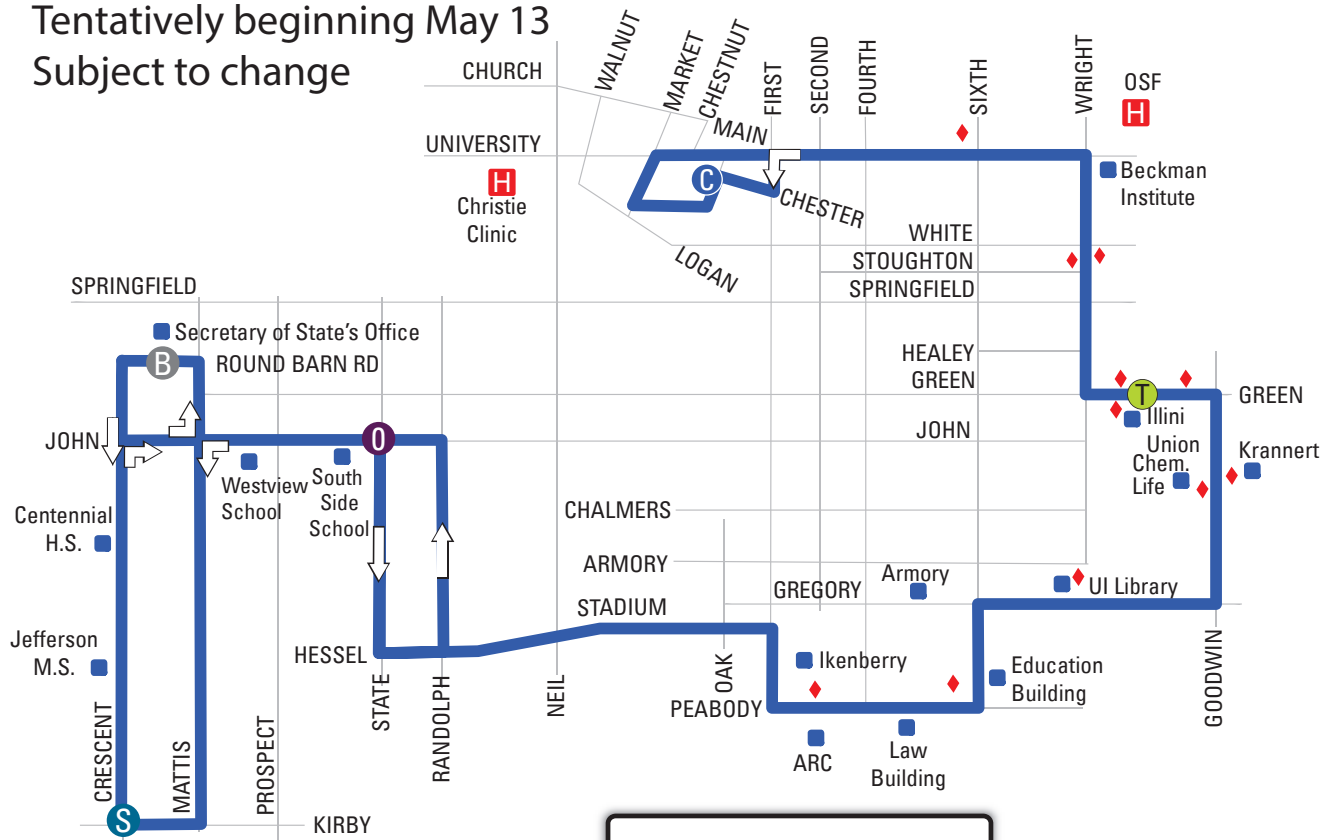 Tentatively beginning May 13
Subject to change
CHURCH
WALNUT
MARKET
CHESTNUT
MAIN
FIRST
SECOND
FOURTH
SIXTH
WRIGHT
OSF
H
UNIVERSITY
H
Christie
Clinic
C
CHESTER
Beckman
Institute
LOGAN
WHITE
STOUGHTON
SPRINGFIELD
SPRINGFIELD
Secretary of State's Office
B
ROUND BARN RD
HEALEY
GREEN
T
GREEN
Illini
Union
JOHN
O
JOHN
Chem.
Life
Krannert
Westview
School
South
Side
School
Centennial
H.S.
CHALMERS
ARMORY
GREGORY
Armory
UI Library
STADIUM
Jefferson
M.S.
HESSEL
Ikenberry
Education
Building
STATE
RANDOLPH
NEIL
OAK
PEABODY
GOODWIN
ARC
Law
Building
CRESCENT
MATTIS
PROSPECT
S
KIRBY